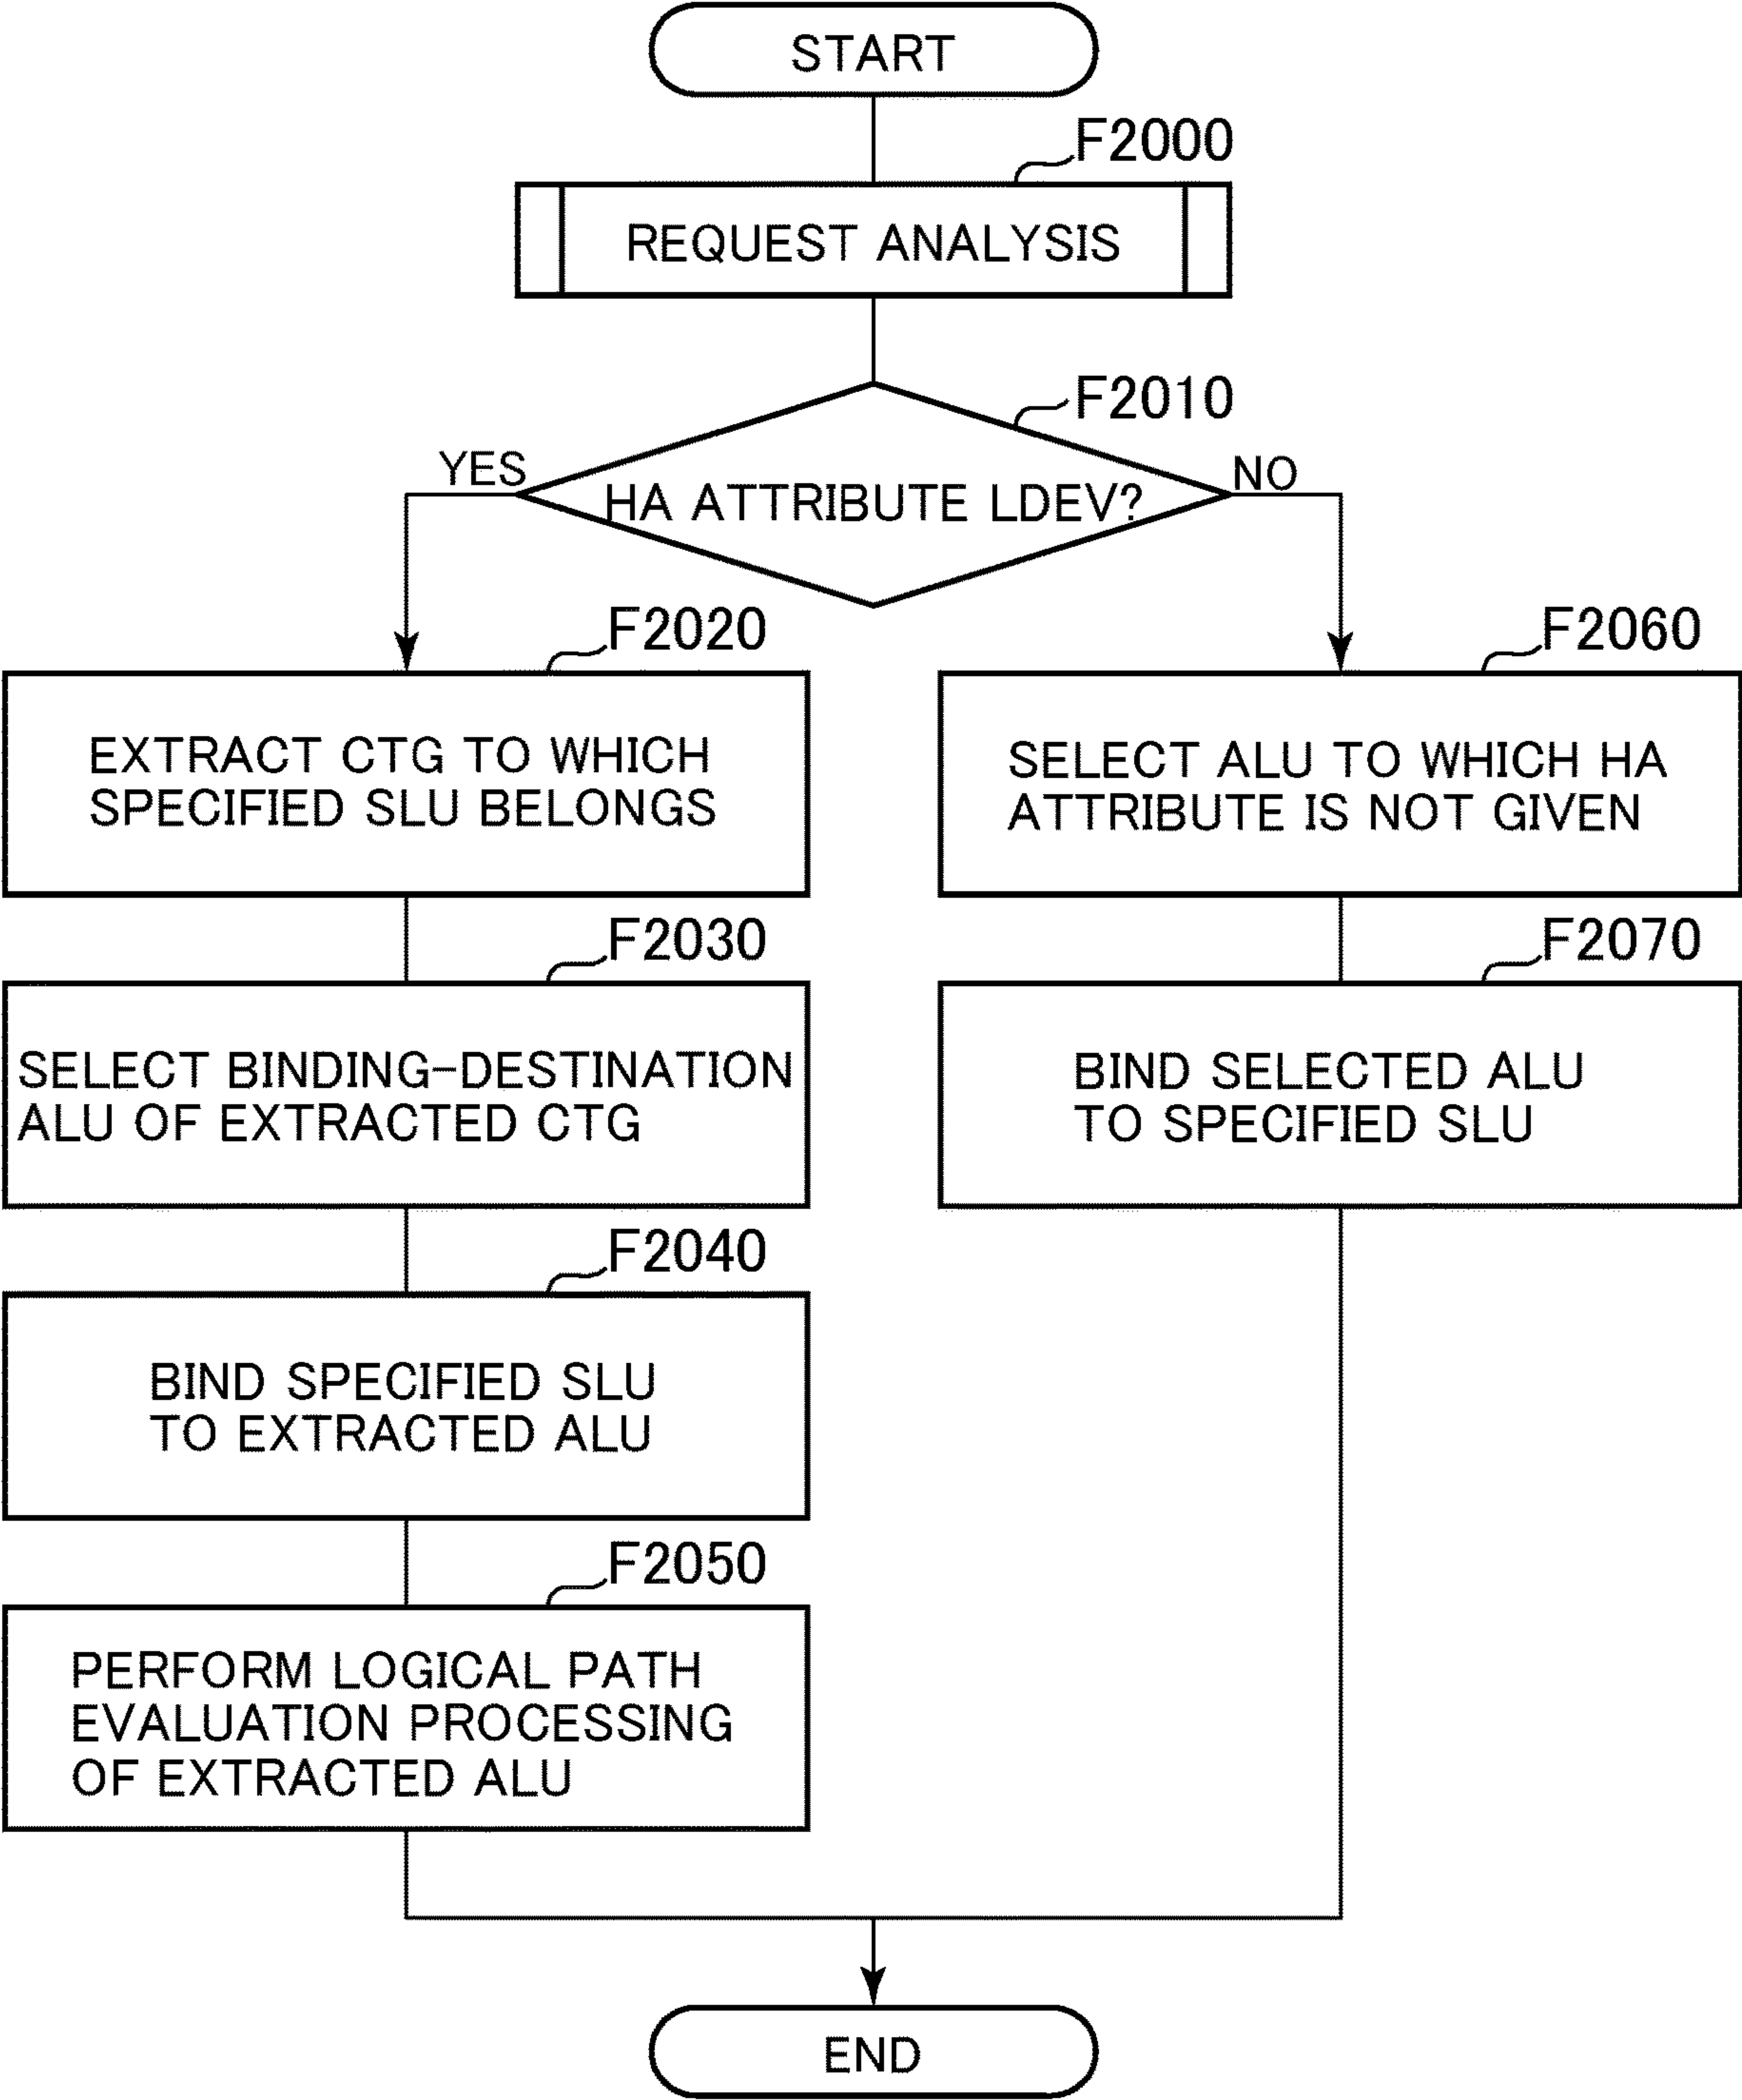 START
F2000
REQUEST ANALYSIS
F2010
YES
NO
HA ATTRIBUTE LDEV?
F2020
EXTRACT CTG TO WHICH
SPECIFIED SLU BELONGS
F2030
SELECT BINDING-DESTINATION
ALU OF EXTRACTED CTG
F2040
BIND SPECIFIED SLU
TO EXTRACTED ALU
F2050
PERFORM LOGICAL PATH
EVALUATION PROCESSING
OF EXTRACTED ALU
F2060
SELECT ALU TO WHICH HA
ATTRIBUTE IS NOT GIVEN
F2070
BIND SELECTED ALU
TO SPECIFIED SLU
END